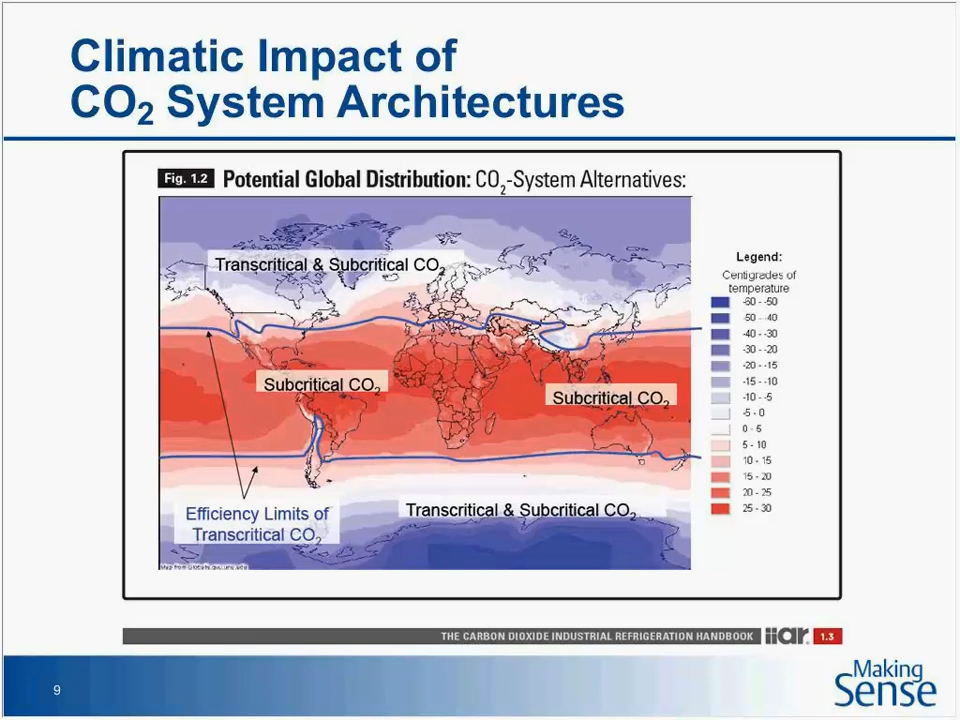 Climatic Impact of
CO₂ System Architectures
Fig. 1.2 Potential Global Distribution: CO₂-System Alternatives:
Transcritical & Subcritical CO₂
Subcritical CO₂
Subcritical CO₂
Efficiency Limits of
Transcritical CO₂
Transcritical & Subcritical CO₂
Legend:
Centigrades of
temperature
-60 - -50
-50 - -40
-40 - -30
-30 - -20
-20 - -15
-15 - -10
-10 - -5
-5 - 0
0 - 5
5 - 10
10 - 15
15 - 20
20 - 25
25 - 30
THE CARBON DIOXIDE INDUSTRIAL REFRIGERATION HANDBOOK iiar 1.3
9
Making
Sense